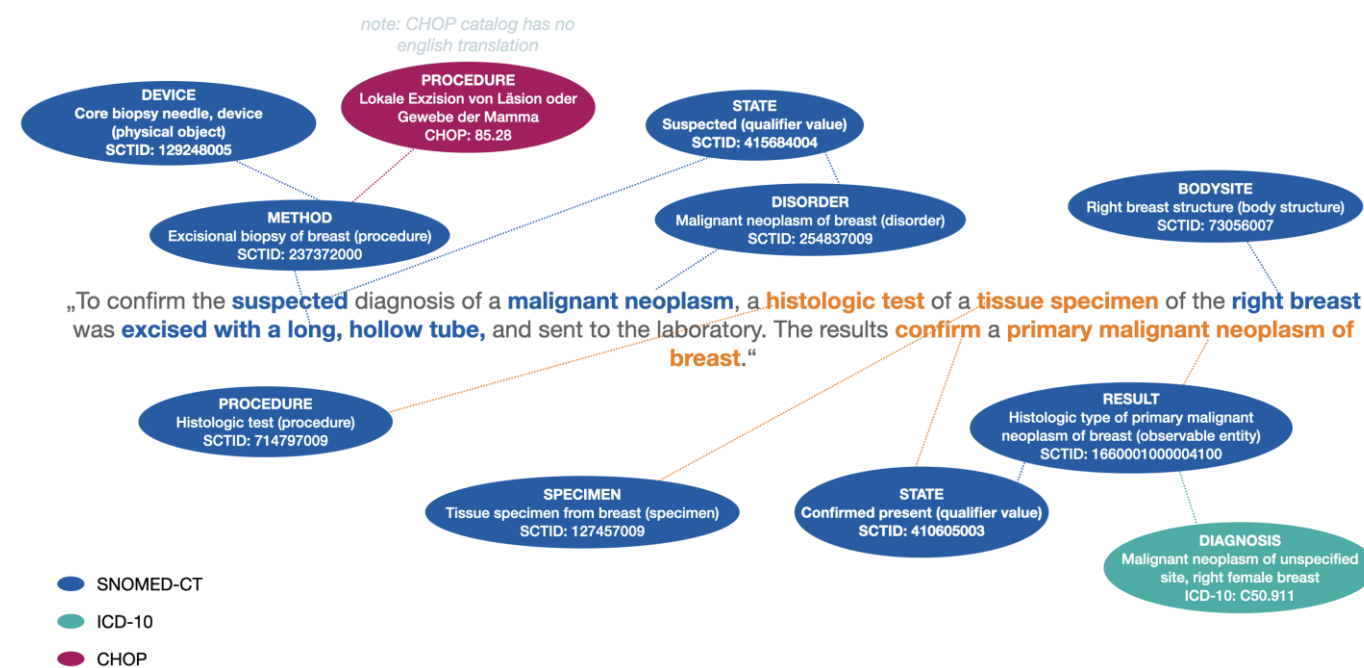 note: CHOP catalog has no
english translation
DEVICE
Core biopsy needle, device
(physical object)
SCTID: 129248005
PROCEDURE
Lokale Exzision von Läsion oder
Gewebe der Mamma
CHOP: 85.28
STATE
Suspected (qualifier value)
SCTID: 415684004
METHOD
Excisional biopsy of breast (procedure)
SCTID: 237372000
DISORDER
Malignant neoplasm of breast (disorder)
SCTID: 254837009
BODYSITE
Right breast structure (body structure)
SCTID: 73056007
„To confirm the suspected diagnosis of a malignant neoplasm, a histologic test of a tissue specimen of the right breast
was excised with a long, hollow tube, and sent to the laboratory. The results confirm a primary malignant neoplasm of
breast.“
PROCEDURE
Histologic test (procedure)
SCTID: 714797009
RESULT
Histologic type of primary malignant
neoplasm of breast (observable entity)
SCTID: 1660001000004100
SPECIMEN
Tissue specimen from breast (specimen)
SCTID: 127457009
STATE
Confirmed present (qualifier value)
SCTID: 410605003
DIAGNOSIS
Malignant neoplasm of unspecified
site, right female breast
ICD-10: C50.911
SNOMED-CT
ICD-10
CHOP